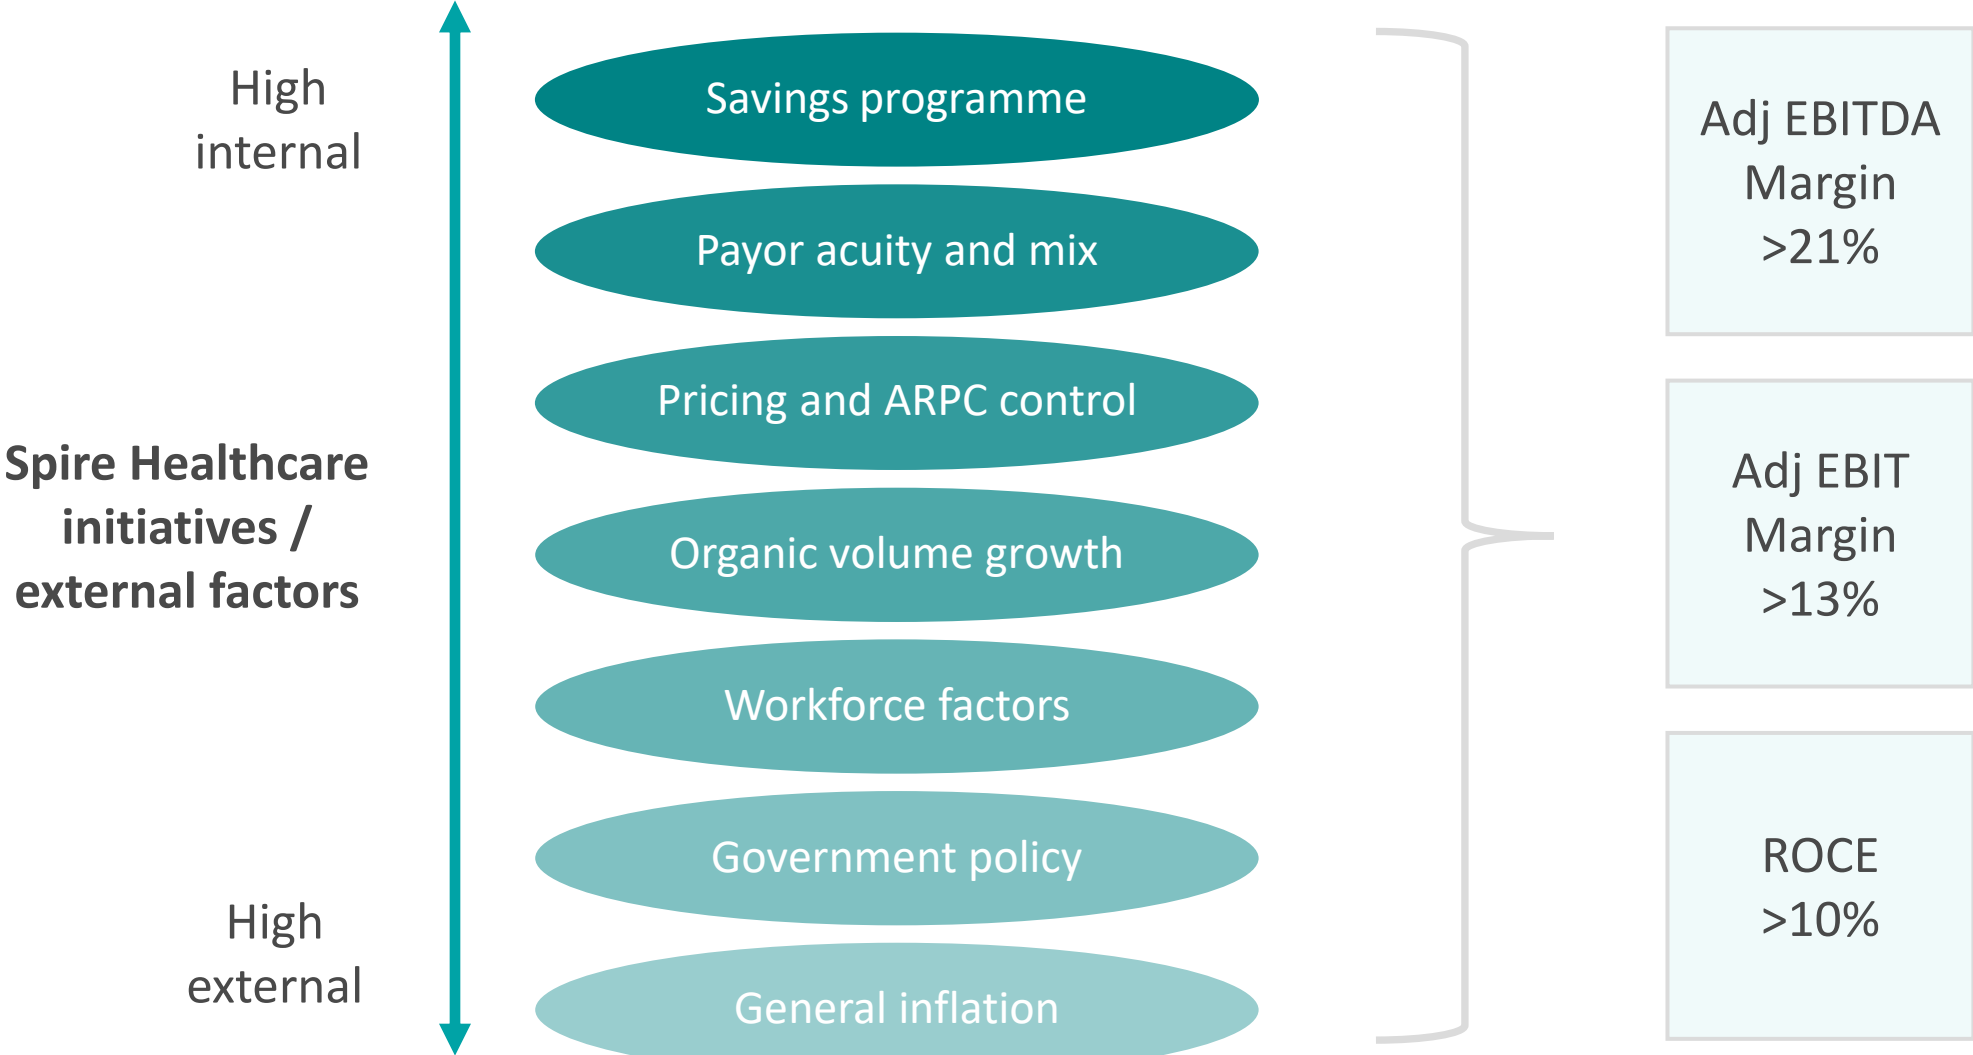 High
internal
Spire Healthcare
initiatives /
external factors
High
external
Savings programme
Payor acuity and mix
Pricing and ARPC control
Organic volume growth
Workforce factors
Government policy
General inflation
Adj EBITDA
Margin
>21%
Adj EBIT
Margin
>13%
ROCE
>10%